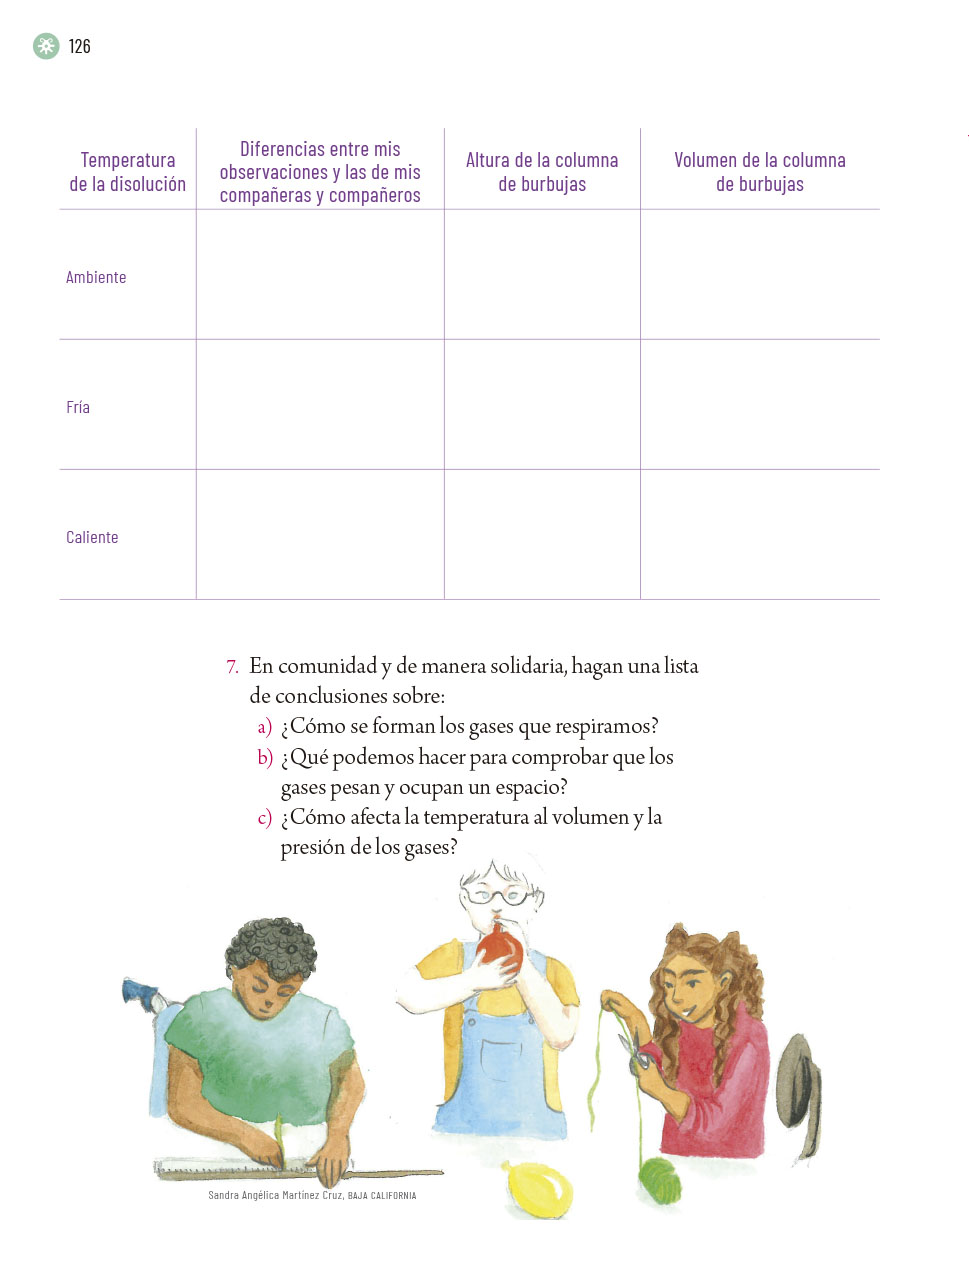 126
Temperatura
de la disolución
Diferencias entre mis
observaciones y las de mis
compañeras y compañeros
Altura de la columna
de burbujas
Volumen de la columna
de burbujas
Ambiente
Fría
Caliente
7. En comunidad y de manera solidaria, hagan una lista
de conclusiones sobre:
a) ¿Cómo se forman los gases que respiramos?
b) ¿Qué podemos hacer para comprobar que los
gases pesan y ocupan un espacio?
c) ¿Cómo afecta la temperatura al volumen y la
presión de los gases?
Sandra Angélica Martínez Cruz, BAJA CALIFORNIA